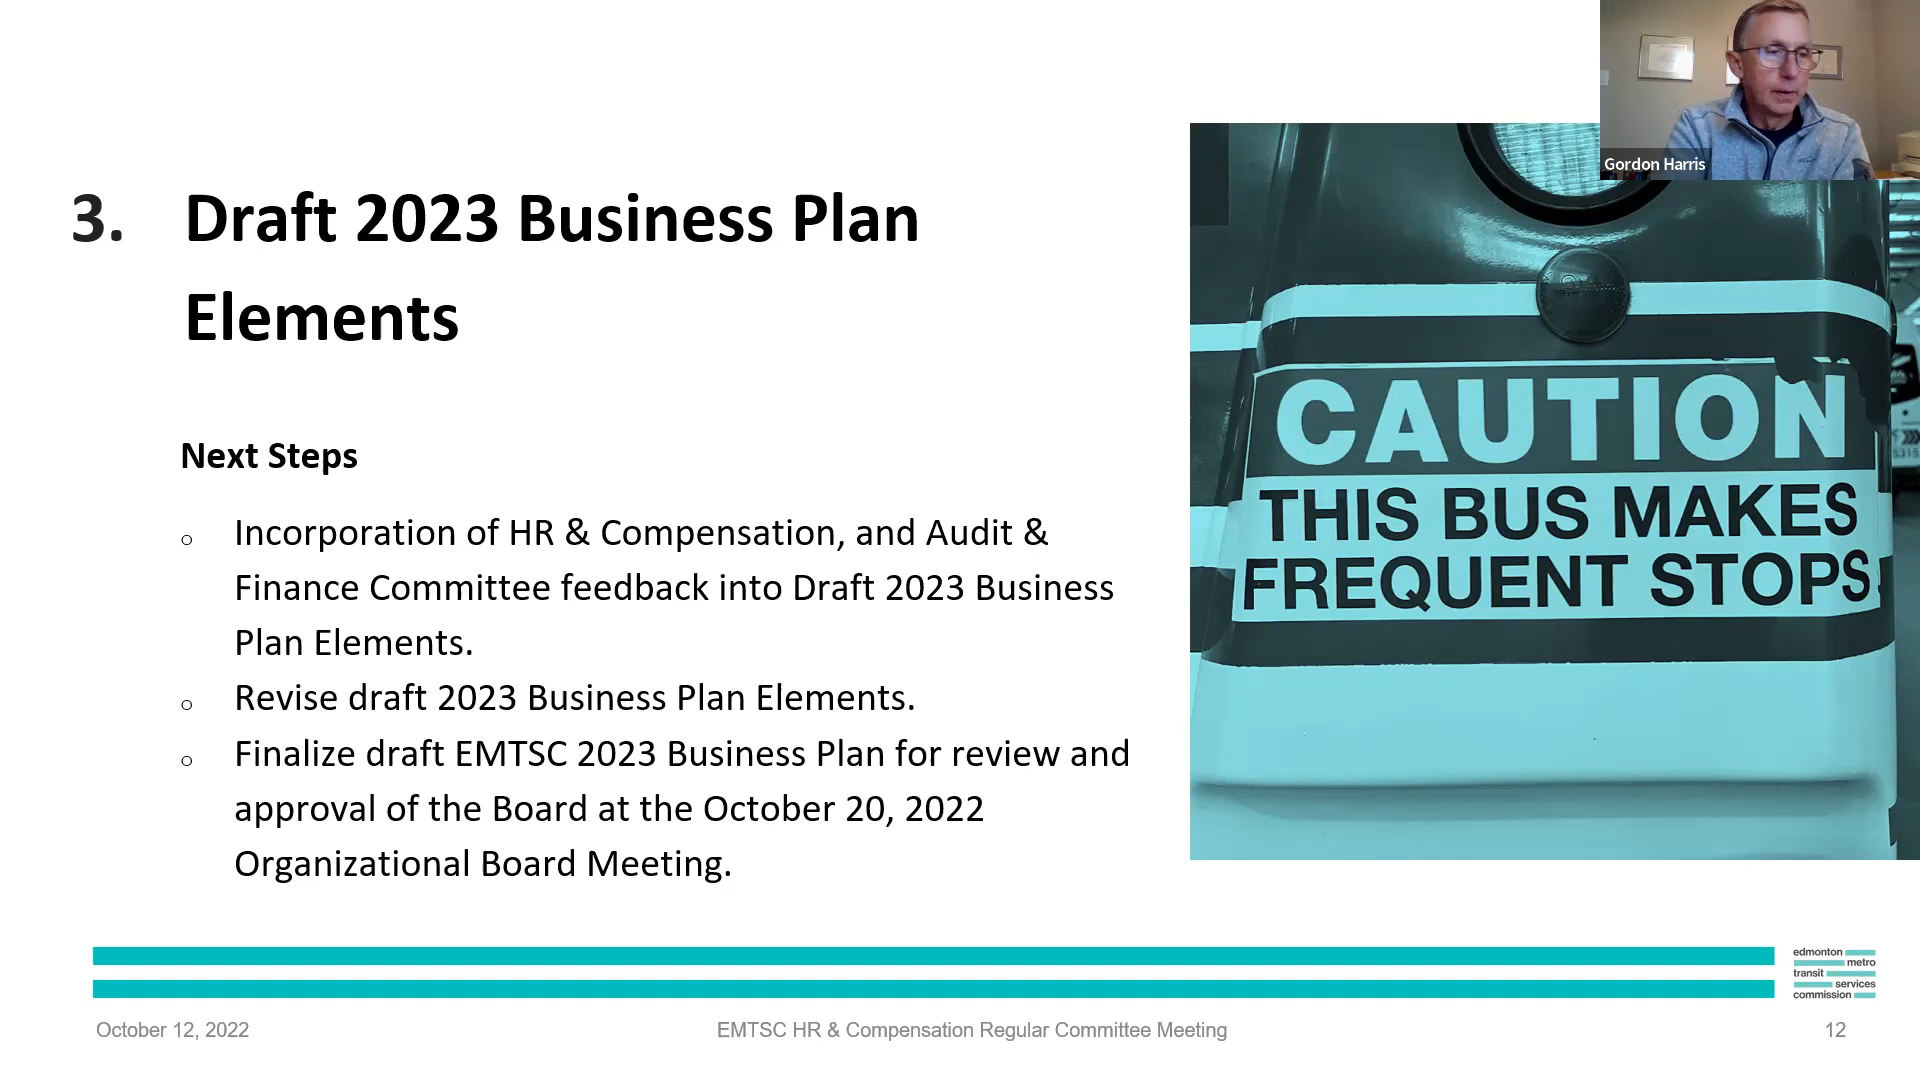 Gordon Harris
3. Draft 2023 Business Plan
Elements
Next Steps
o Incorporation of HR & Compensation, and Audit &
Finance Committee feedback into Draft 2023 Business
Plan Elements.
o Revise draft 2023 Business Plan Elements.
o Finalize draft EMTSC 2023 Business Plan for review and
approval of the Board at the October 20, 2022
Organizational Board Meeting.
CAUTION
THIS BUS MAKES
FREQUENT STOPS
5315
edmonton
metro
transit
services
commission
October 12, 2022
EMTSC HR & Compensation Regular Committee Meeting
12